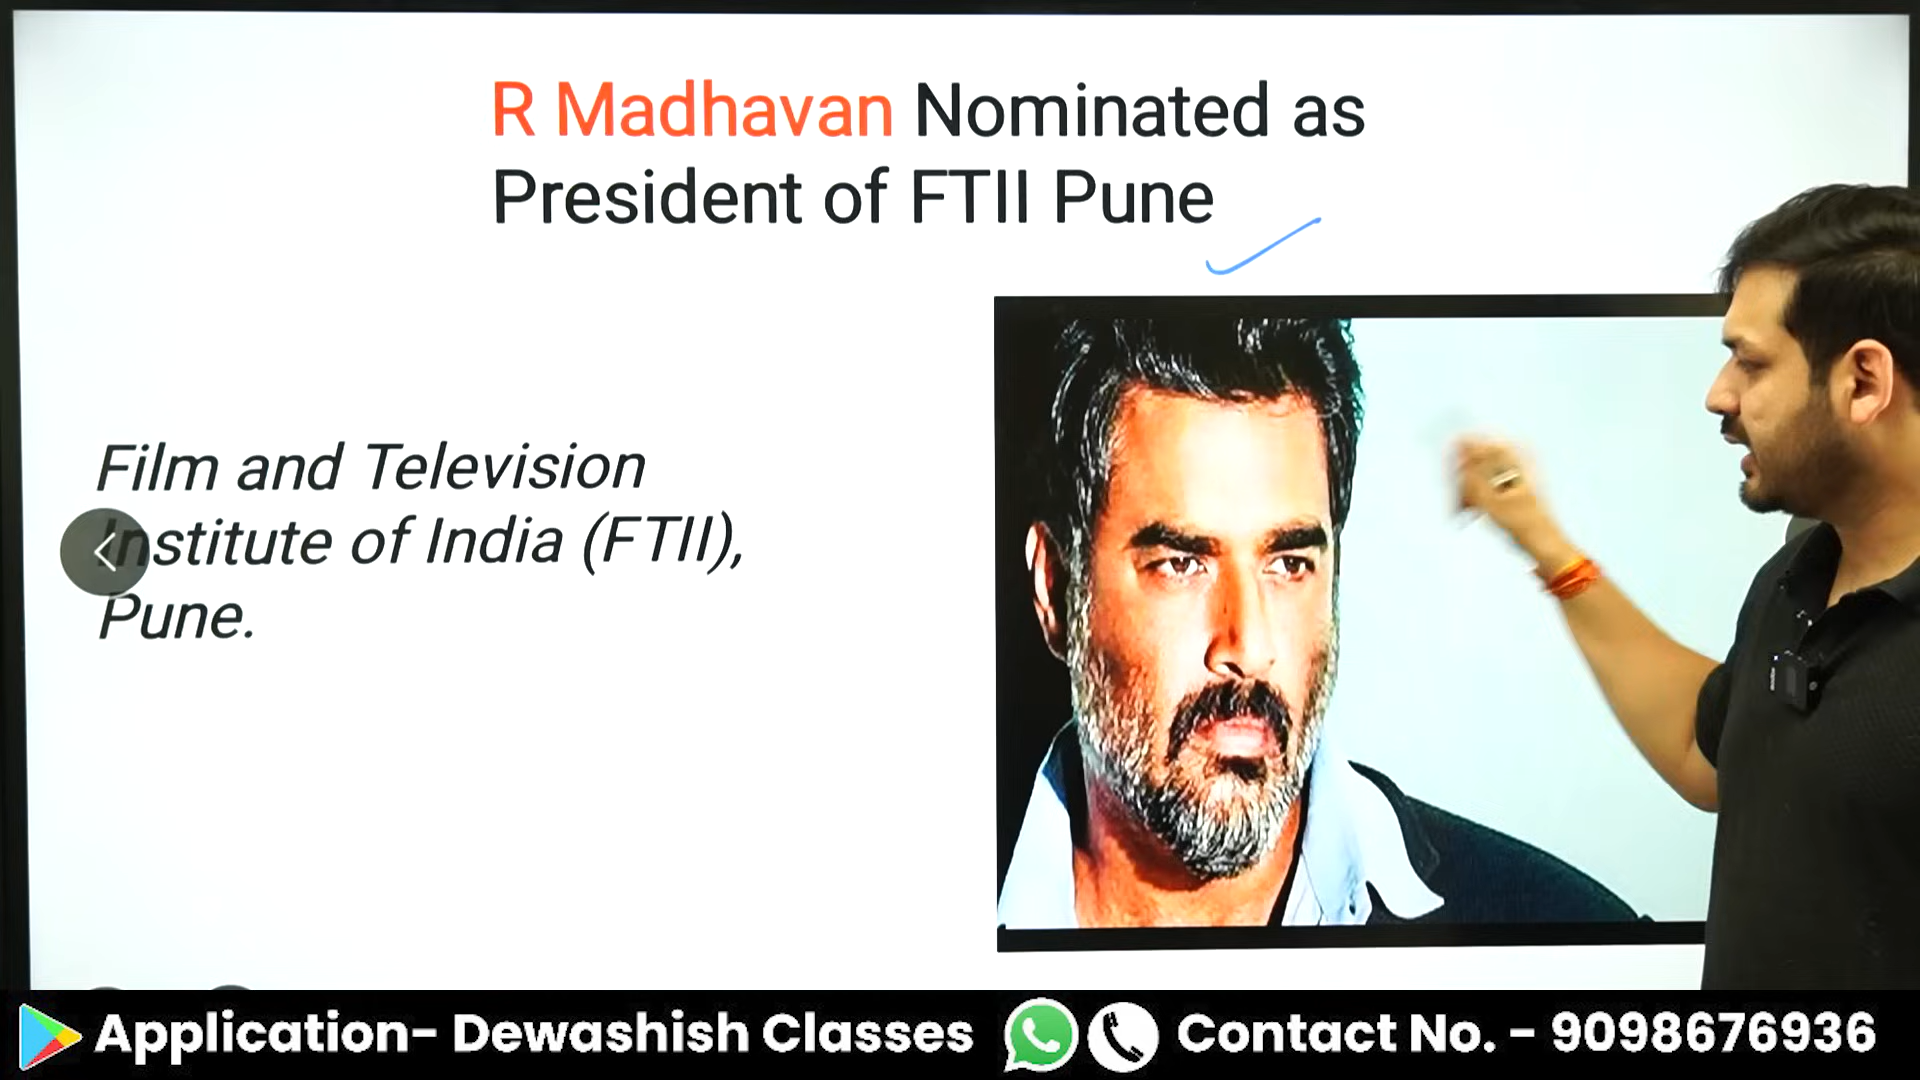 R Madhavan Nominated as
President of FTII Pune
Film and Television
Institute of India (FTII),
Pune.
Application- Dewashish Classes
Contact No. - 9098676936